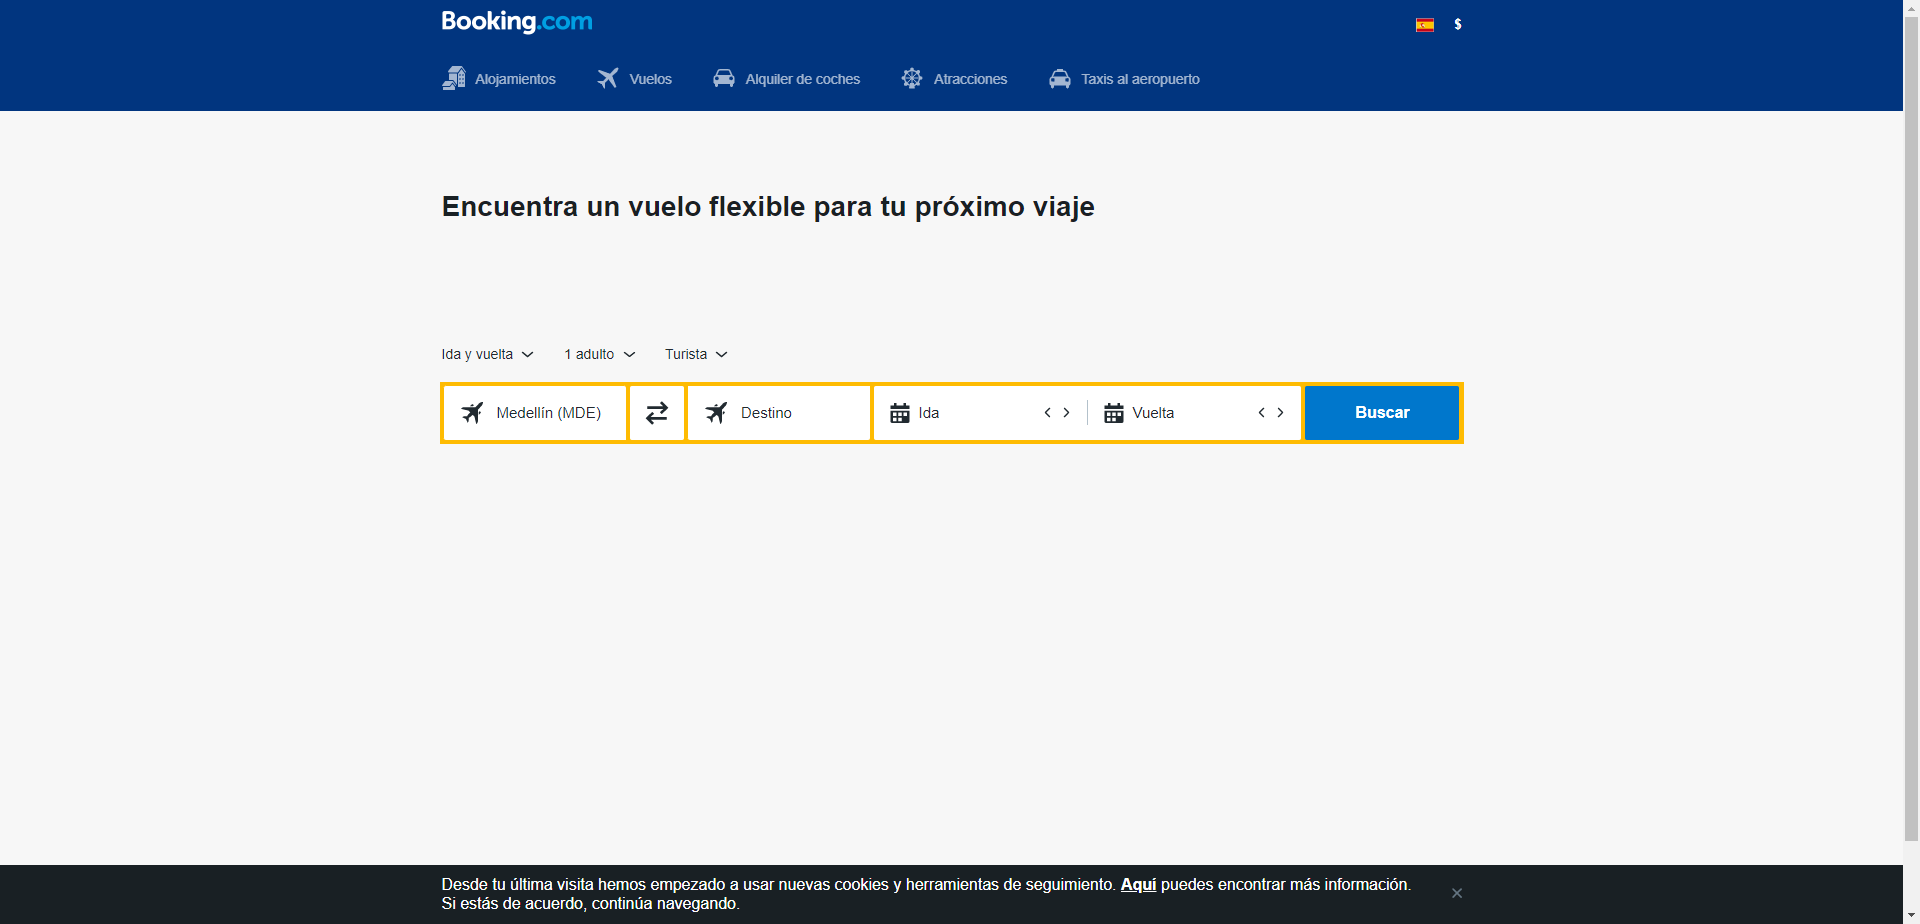 Booking.com
$
Alojamientos
Vuelos
Alquiler de coches
Atracciones
Taxis al aeropuerto
Encuentra un vuelo flexible para tu próximo viaje
Ida y vuelta
1 adulto
Turista
Medellín (MDE)
Destino
Ida
Vuelta
Buscar
Desde tu última visita hemos empezado a usar nuevas cookies y herramientas de seguimiento. Aquí puedes encontrar más información.
Si estás de acuerdo, continúa navegando.